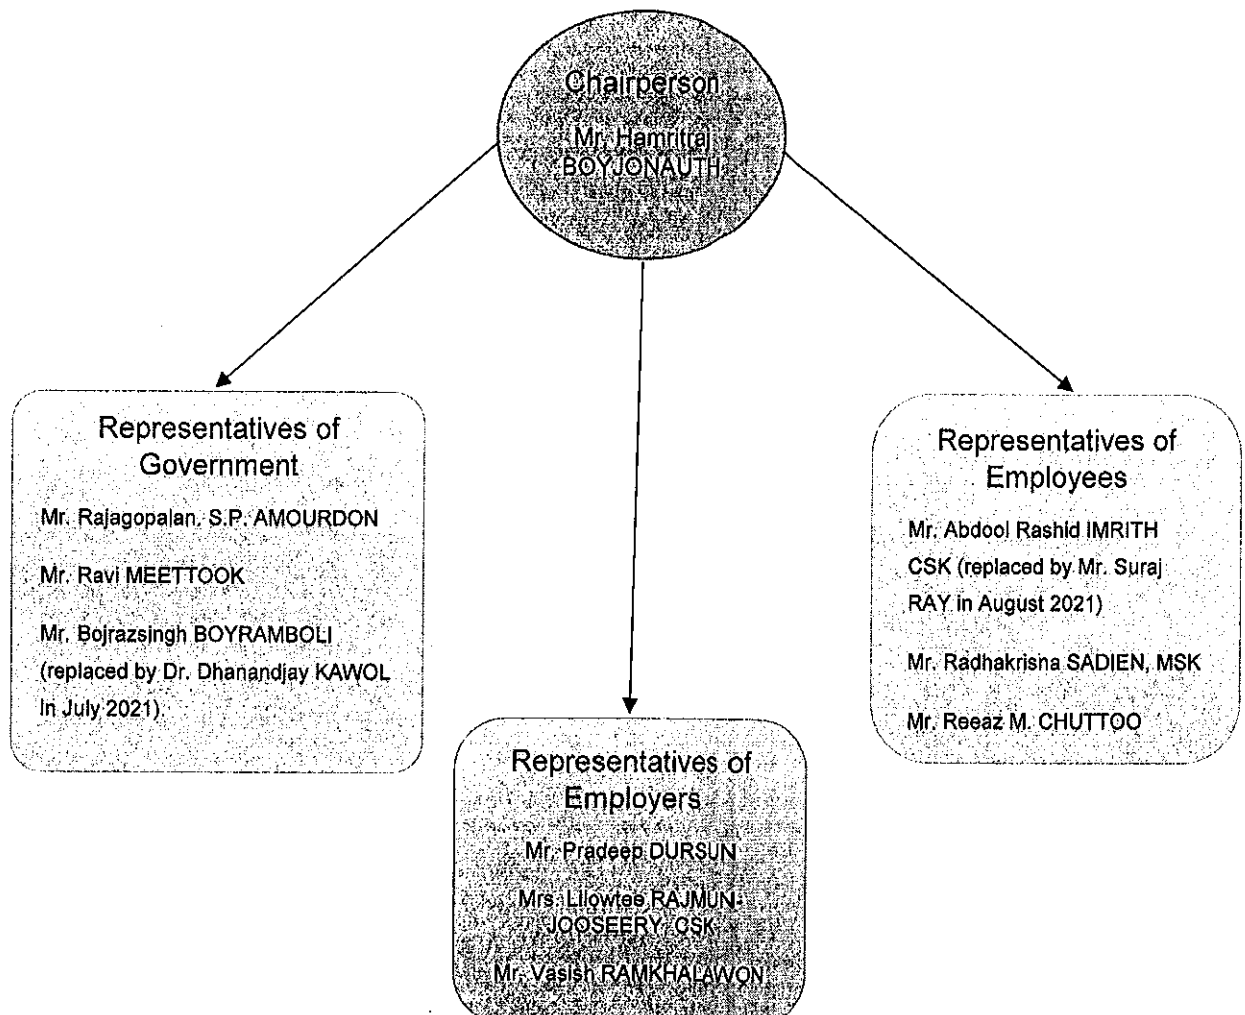 Chairperson
Mr. Hamritraj
BOYJONAUTH
Representatives of
Government
Mr. Rajagopalan, S.P. AMOURDON
Mr. Ravi MEETTOOK
Mr. Bojrazsingh BOYRAMBOLI
(replaced by Dr. Dhanandjay KAWOL
in July 2021)
Representatives of
Employers
Mr. Pradeep DURSUN
Mrs. Lilowtee RAJMUN-
JOOSEERY, CSK
Mr. Vasish RAMKHALAWON
Representatives of
Employees
Mr. Abdool Rashid IMRITH
CSK (replaced by Mr. Suraj
RAY in August 2021)
Mr. Radhakrisna SADIEN, MSK
Mr. Reeaz M. CHUTTOO